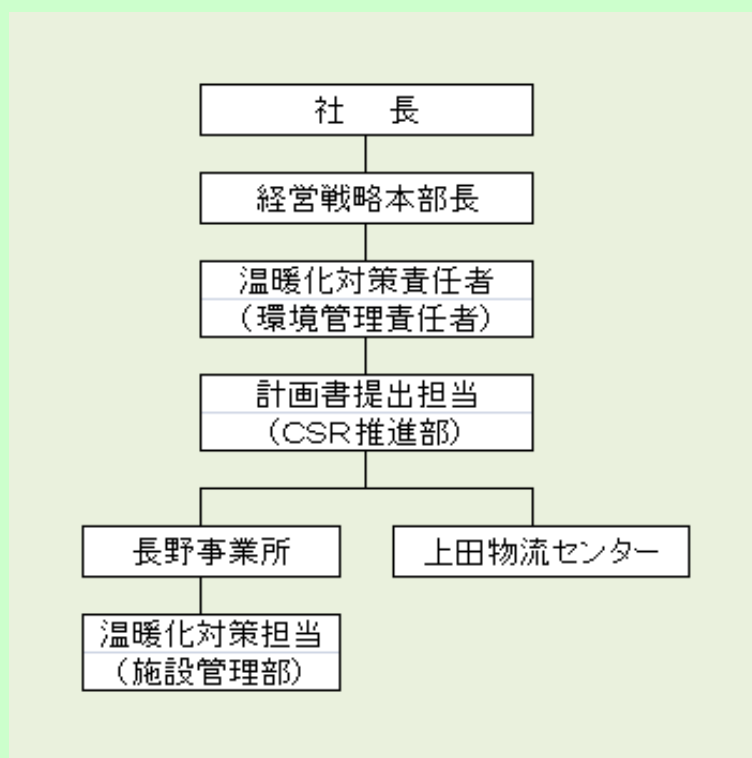 社　長
経営戦略本部長
温暖化対策責任者
（環境管理責任者）
計画書提出担当
（CSR推進部）
長野事業所
上田物流センター
温暖化対策担当
（施設管理部）